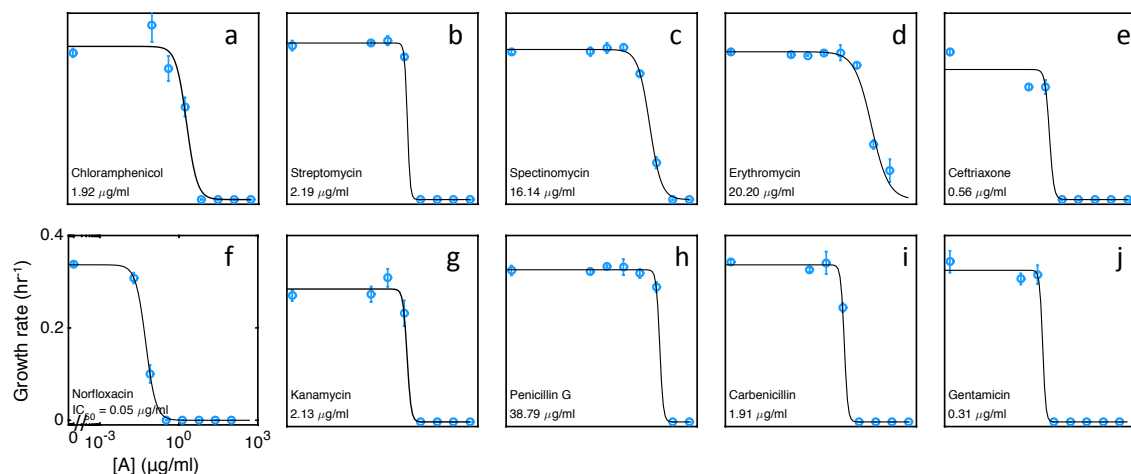 a
Chloramphenicol
1.92 μg/ml
b
Streptomycin
2.19 μg/ml
c
Spectinomycin
16.14 μg/ml
d
Erythromycin
20.20 μg/ml
e
Ceftriaxone
0.56 μg/ml
f
Norfloxacin
IC50 = 0.05 μg/ml
g
Kanamycin
2.13 μg/ml
h
Penicillin G
38.79 μg/ml
i
Carbenicillin
1.91 μg/ml
j
Gentamicin
0.31 μg/ml
Growth rate (hr⁻¹)
0.4
0.2
0
0 10⁻³ 10⁰ 10³
[A] (μg/ml)